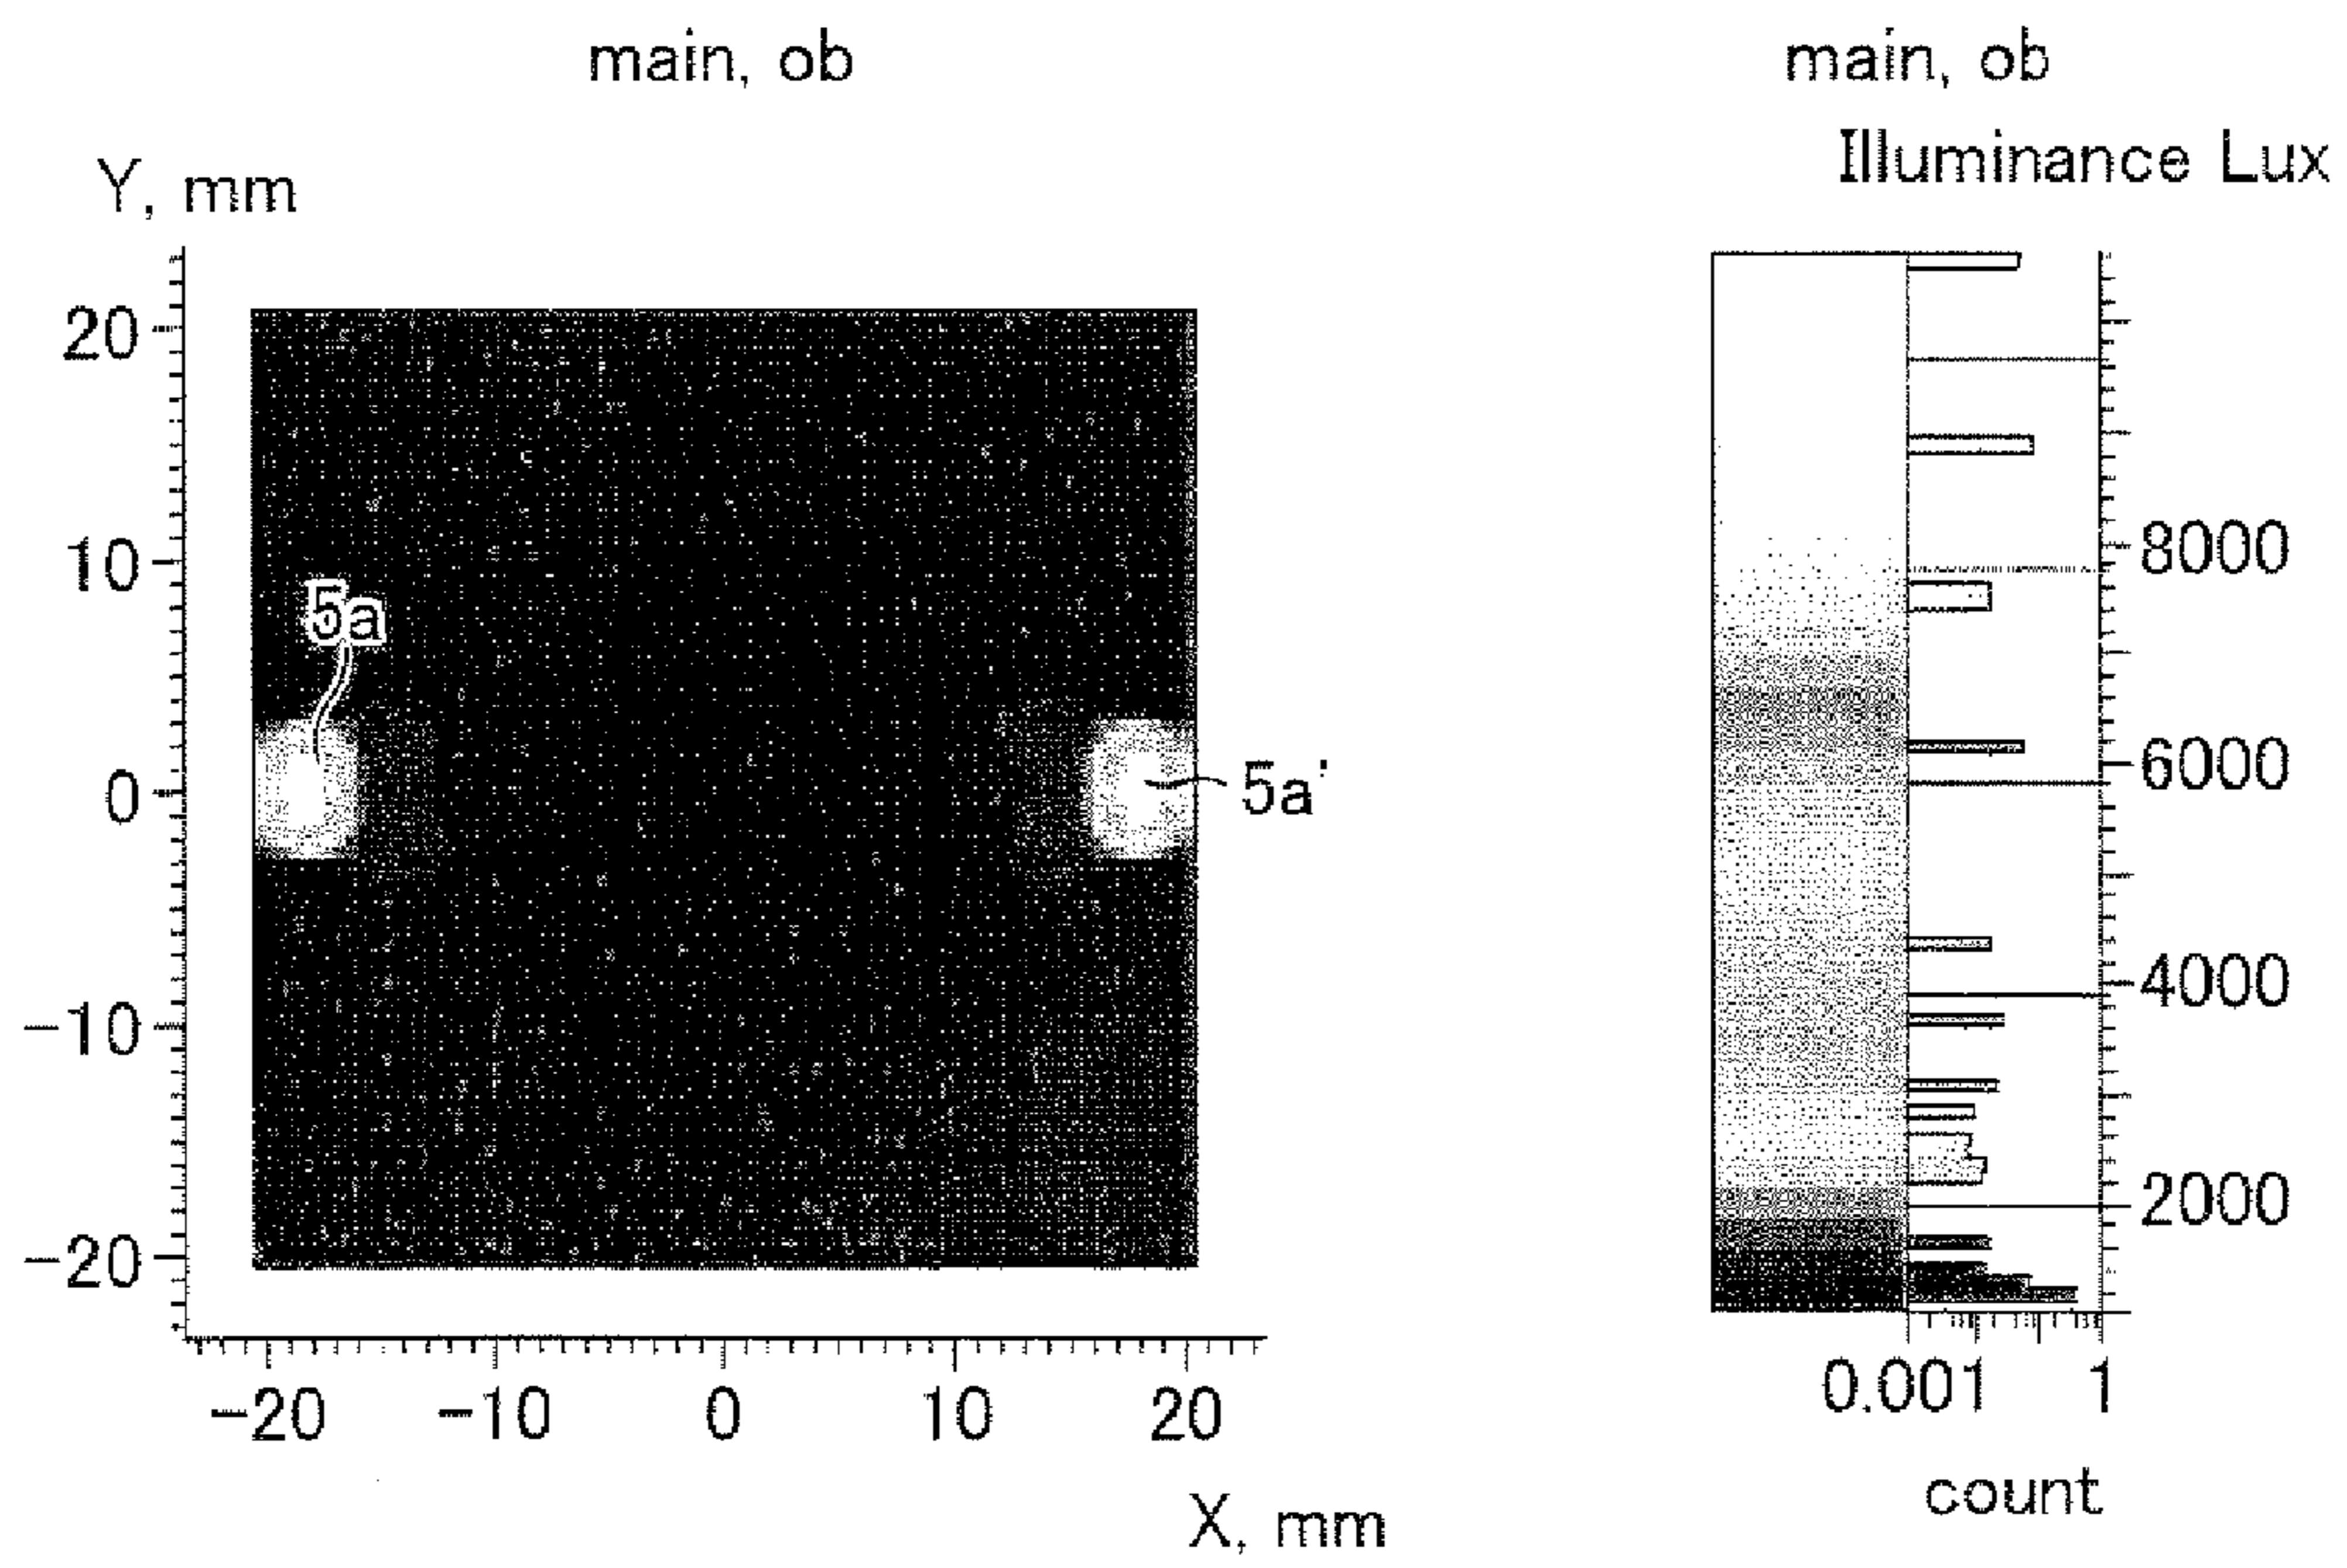 main, ob
Y, mm
20
10
0
-10
-20
5a
5a'
-20 -10 0 10 20
X, mm
main, ob
Illuminance Lux
8000
6000
4000
2000
0.001 1
count